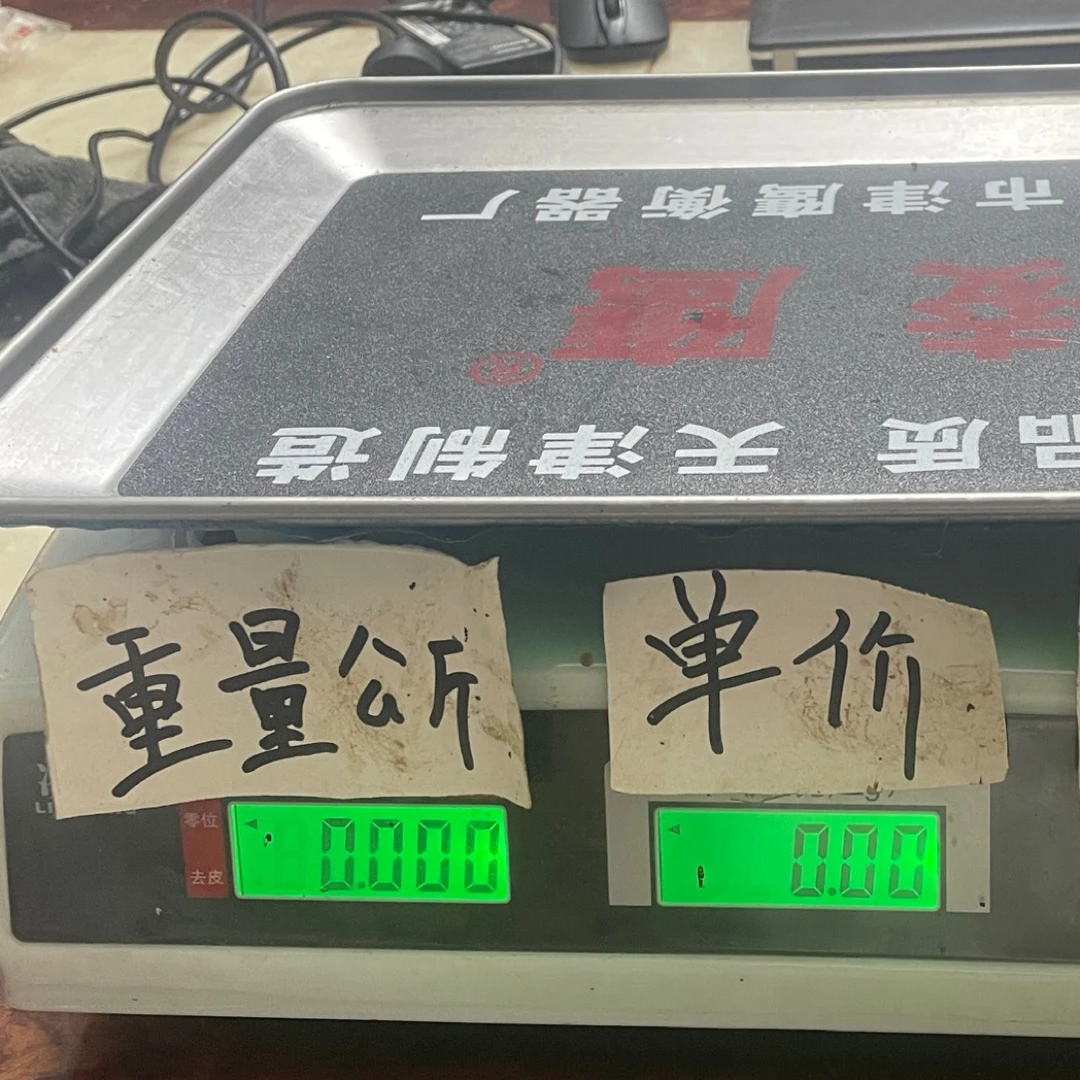 品质 天津制造
鹰®
市津鹰衡器厂
重量公斤
单价
零位
去皮
0.000
0.00